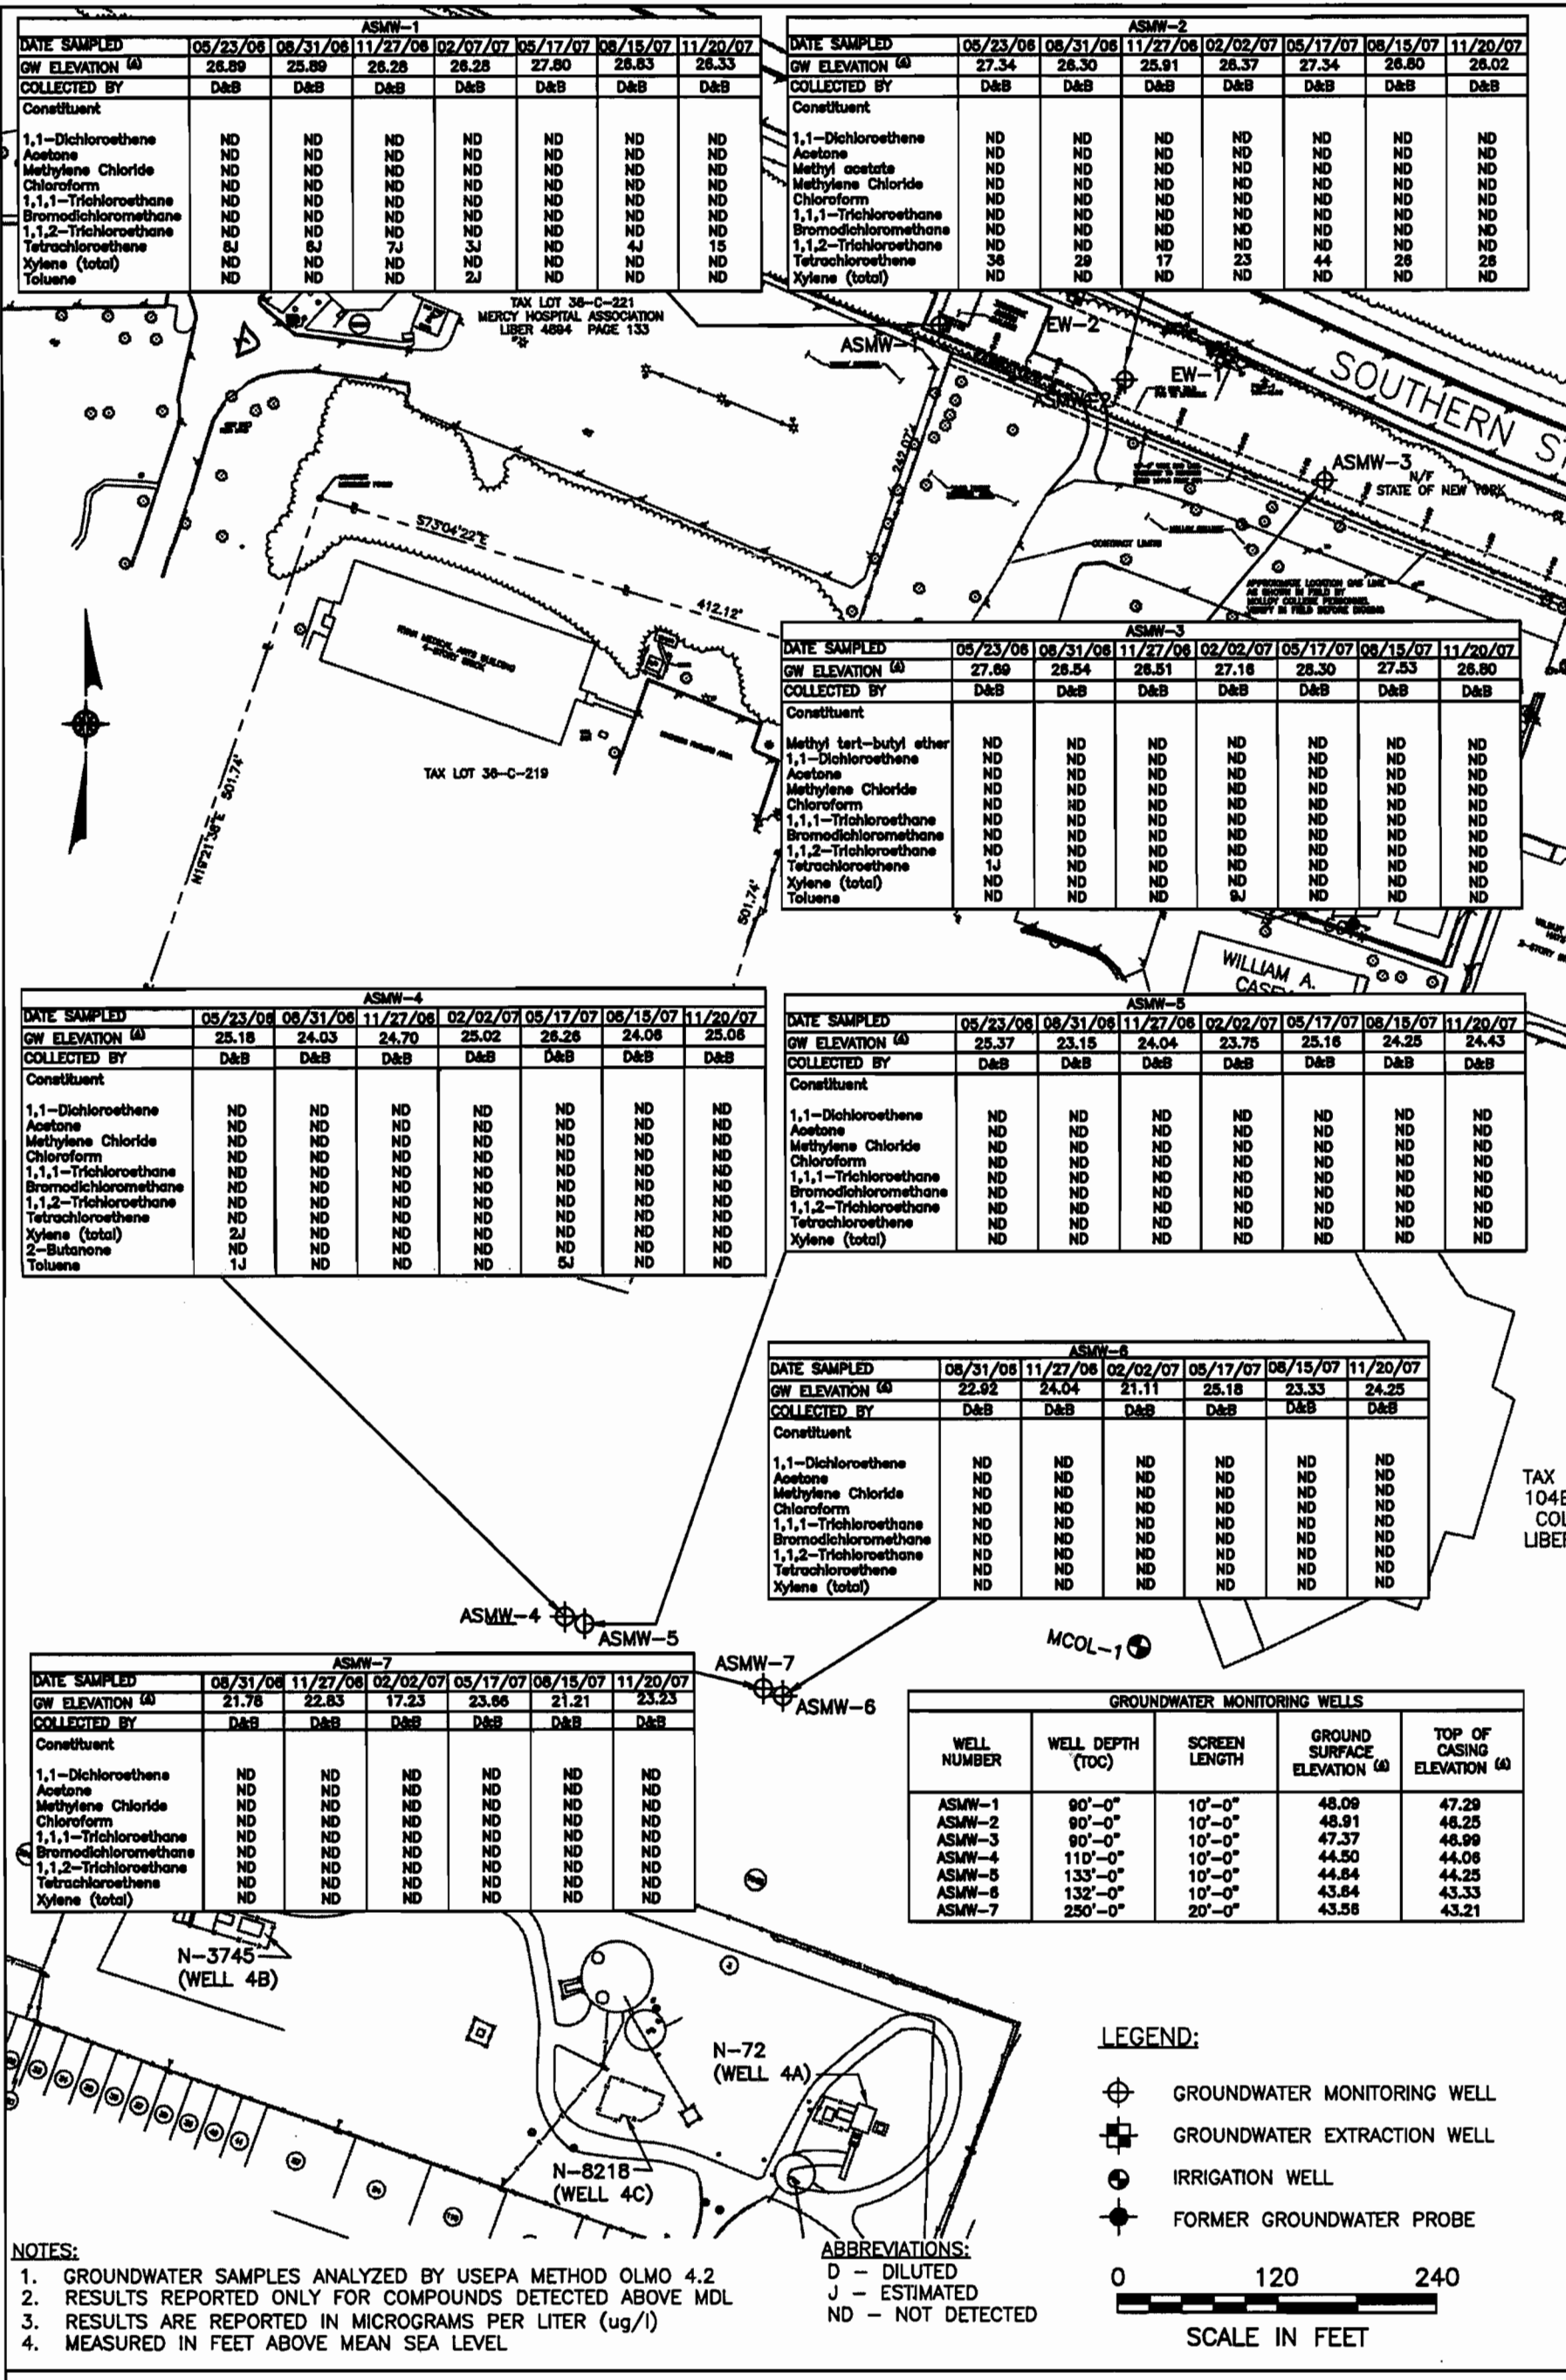 ASMW-1
DATE SAMPLED 05/23/06 08/31/06 11/27/06 02/07/07 05/17/07 08/15/07 11/20/07
GW ELEVATION (4) 26.89 25.89 26.28 26.28 27.80 26.83 26.33
COLLECTED BY D&B D&B D&B D&B D&B D&B D&B
Constituent
1,1-Dichloroethene ND ND ND ND ND ND ND
Acetone ND ND ND ND ND ND ND
Methylene Chloride ND ND ND ND ND ND ND
Chloroform ND ND ND ND ND ND ND
1,1,1-Trichloroethane ND ND ND ND ND ND ND
Bromodichloromethane ND ND ND ND ND ND ND
1,1,2-Trichloroethane ND ND ND ND ND ND ND
Tetrachloroethene 7J 3J ND 4J 15
Xylene (total) ND ND ND ND ND ND ND
Toluene ND ND ND 2J ND ND ND
ASMW-2
DATE SAMPLED 05/23/06 08/31/06 11/27/06 02/02/07 05/17/07 08/15/07 11/20/07
GW ELEVATION (4) 27.34 26.30 25.91 26.37 27.34 26.80 26.02
COLLECTED BY D&B D&B D&B D&B D&B D&B D&B
Constituent
1,1-Dichloroethene ND ND ND ND ND ND ND
Acetone ND ND ND ND ND ND ND
Methyl acetate ND ND ND ND ND ND ND
Methylene Chloride ND ND ND ND ND ND ND
Chloroform ND ND ND ND ND ND ND
1,1,1-Trichloroethane ND ND ND ND ND ND ND
Bromodichloromethane ND ND ND ND ND ND ND
1,1,2-Trichloroethane ND ND ND ND ND ND ND
Tetrachloroethene 36 29 17 23 44 26 26
Xylene (total) ND ND ND ND ND ND ND
TAX LOT 36-C-221
MERCY HOSPITAL ASSOCIATION
LIBER 4894 PAGE 133
ASMW-1
EW-2
EW-1
ASMW-2
SOUTHERN
ASMW-3
N/F
STATE OF NEW YORK
242.07'
S73°04'22"E
412.12'
CONTRACT LIMITS
APPROXIMATE LOCATION GAS LINE
AS SHOWN IN FIELD BY
MOLLOY COLLEGE PERSONNEL
VERIFY IN FIELD BEFORE DIGGING
MEDICAL ARTS BUILDING
4-STORY BRICK
TAX LOT 36-C-219
N19°21'38"E 501.74'
501.74'
ASMW-3
DATE SAMPLED 05/23/06 08/31/06 11/27/06 02/02/07 05/17/07 08/15/07 11/20/07
GW ELEVATION (4) 27.69 26.54 26.51 27.16 28.30 27.53 26.80
COLLECTED BY D&B D&B D&B D&B D&B D&B D&B
Constituent
Methyl tert-butyl ether ND ND ND ND ND ND ND
1,1-Dichloroethene ND ND ND ND ND ND ND
Acetone ND ND ND ND ND ND ND
Methylene Chloride ND ND ND ND ND ND ND
Chloroform ND ND ND ND ND ND ND
1,1,1-Trichloroethane ND ND ND ND ND ND ND
Bromodichloromethane ND ND ND ND ND ND ND
1,1,2-Trichloroethane ND ND ND ND ND ND ND
Tetrachloroethene 1J ND ND ND ND ND ND
Xylene (total) ND ND ND ND ND ND ND
Toluene ND ND ND 9J ND ND ND
WILLIAM A.
CASEY
ASMW-4
DATE SAMPLED 05/23/06 08/31/06 11/27/06 02/02/07 05/17/07 08/15/07 11/20/07
GW ELEVATION (4) 25.18 24.03 24.70 25.02 26.26 24.06 25.06
COLLECTED BY D&B D&B D&B D&B D&B D&B D&B
Constituent
1,1-Dichloroethene ND ND ND ND ND ND ND
Acetone ND ND ND ND ND ND ND
Methylene Chloride ND ND ND ND ND ND ND
Chloroform ND ND ND ND ND ND ND
1,1,1-Trichloroethane ND ND ND ND ND ND ND
Bromodichloromethane ND ND ND ND ND ND ND
1,1,2-Trichloroethane ND ND ND ND ND ND ND
Tetrachloroethene ND ND ND ND ND ND ND
Xylene (total) 2J ND ND ND ND ND ND
2-Butanone ND ND ND ND ND ND ND
Toluene 1J ND ND ND 5J ND ND
ASMW-5
DATE SAMPLED 05/23/06 08/31/06 11/27/06 02/02/07 05/17/07 08/15/07 11/20/07
GW ELEVATION (4) 25.37 23.15 24.04 23.75 25.16 24.25 24.43
COLLECTED BY D&B D&B D&B D&B D&B D&B D&B
Constituent
1,1-Dichloroethene ND ND ND ND ND ND ND
Acetone ND ND ND ND ND ND ND
Methylene Chloride ND ND ND ND ND ND ND
Chloroform ND ND ND ND ND ND ND
1,1,1-Trichloroethane ND ND ND ND ND ND ND
Bromodichloromethane ND ND ND ND ND ND ND
1,1,2-Trichloroethane ND ND ND ND ND ND ND
Tetrachloroethene ND ND ND ND ND ND ND
Xylene (total) ND ND ND ND ND ND ND
ASMW-6
DATE SAMPLED 08/31/06 11/27/06 02/02/07 05/17/07 08/15/07 11/20/07
GW ELEVATION (4) 22.92 24.04 21.11 25.18 23.33 24.25
COLLECTED BY D&B D&B D&B D&B D&B D&B
Constituent
1,1-Dichloroethene ND ND ND ND ND ND
Acetone ND ND ND ND ND ND
Methylene Chloride ND ND ND ND ND ND
Chloroform ND ND ND ND ND ND
1,1,1-Trichloroethane ND ND ND ND ND ND
Bromodichloromethane ND ND ND ND ND ND
1,1,2-Trichloroethane ND ND ND ND ND ND
Tetrachloroethene ND ND ND ND ND ND
Xylene (total) ND ND ND ND ND ND
TAX
104E
COL
LIBER
ASMW-4
ASMW-5
MCOL-1
ASMW-7
ASMW-6
ASMW-7
DATE SAMPLED 08/31/06 11/27/06 02/02/07 05/17/07 08/15/07 11/20/07
GW ELEVATION (4) 21.76 22.83 17.23 23.66 21.21 23.23
COLLECTED BY D&B D&B D&B D&B D&B D&B
Constituent
1,1-Dichloroethene ND ND ND ND ND ND
Acetone ND ND ND ND ND ND
Methylene Chloride ND ND ND ND ND ND
Chloroform ND ND ND ND ND ND
1,1,1-Trichloroethane ND ND ND ND ND ND
Bromodichloromethane ND ND ND ND ND ND
1,1,2-Trichloroethane ND ND ND ND ND ND
Tetrachloroethene ND ND ND ND ND ND
Xylene (total) ND ND ND ND ND ND
GROUNDWATER MONITORING WELLS
WELL NUMBER WELL DEPTH (TOC) SCREEN LENGTH GROUND SURFACE ELEVATION (4) TOP OF CASING ELEVATION (4)
ASMW-1 90'-0" 10'-0" 48.09 47.29
ASMW-2 90'-0" 10'-0" 48.91 46.25
ASMW-3 90'-0" 10'-0" 47.37 46.99
ASMW-4 110'-0" 10'-0" 44.50 44.06
ASMW-5 133'-0" 10'-0" 44.64 44.25
ASMW-6 132'-0" 10'-0" 43.64 43.33
ASMW-7 250'-0" 20'-0" 43.56 43.21
N-3745
(WELL 4B)
N-72
(WELL 4A)
N-8218
(WELL 4C)
LEGEND:
GROUNDWATER MONITORING WELL
GROUNDWATER EXTRACTION WELL
IRRIGATION WELL
FORMER GROUNDWATER PROBE
NOTES:
1. GROUNDWATER SAMPLES ANALYZED BY USEPA METHOD OLMO 4.2
2. RESULTS REPORTED ONLY FOR COMPOUNDS DETECTED ABOVE MDL
3. RESULTS ARE REPORTED IN MICROGRAMS PER LITER (ug/l)
4. MEASURED IN FEET ABOVE MEAN SEA LEVEL
ABBREVIATIONS:
D - DILUTED
J - ESTIMATED
ND - NOT DETECTED
0 120 240
SCALE IN FEET